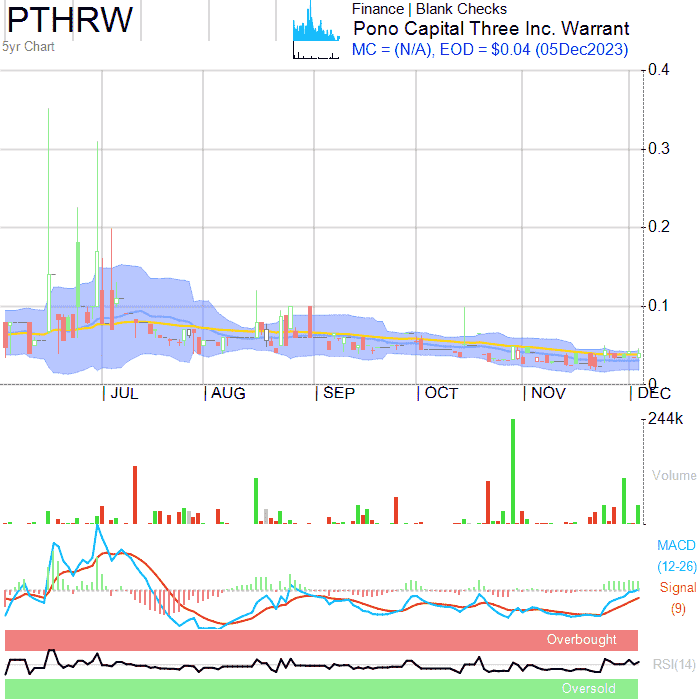 PTHRW
5yr Chart
Finance | Blank Checks
Pono Capital Three Inc. Warrant
MC = (N/A), EOD = $0.04 (05Dec2023)
0.4
0.3
0.2
0.1
0
JUL AUG SEP OCT NOV DEC
244k
Volume
MACD
(12-26)
Signal
(9)
Overbought
RSI(14)
Oversold